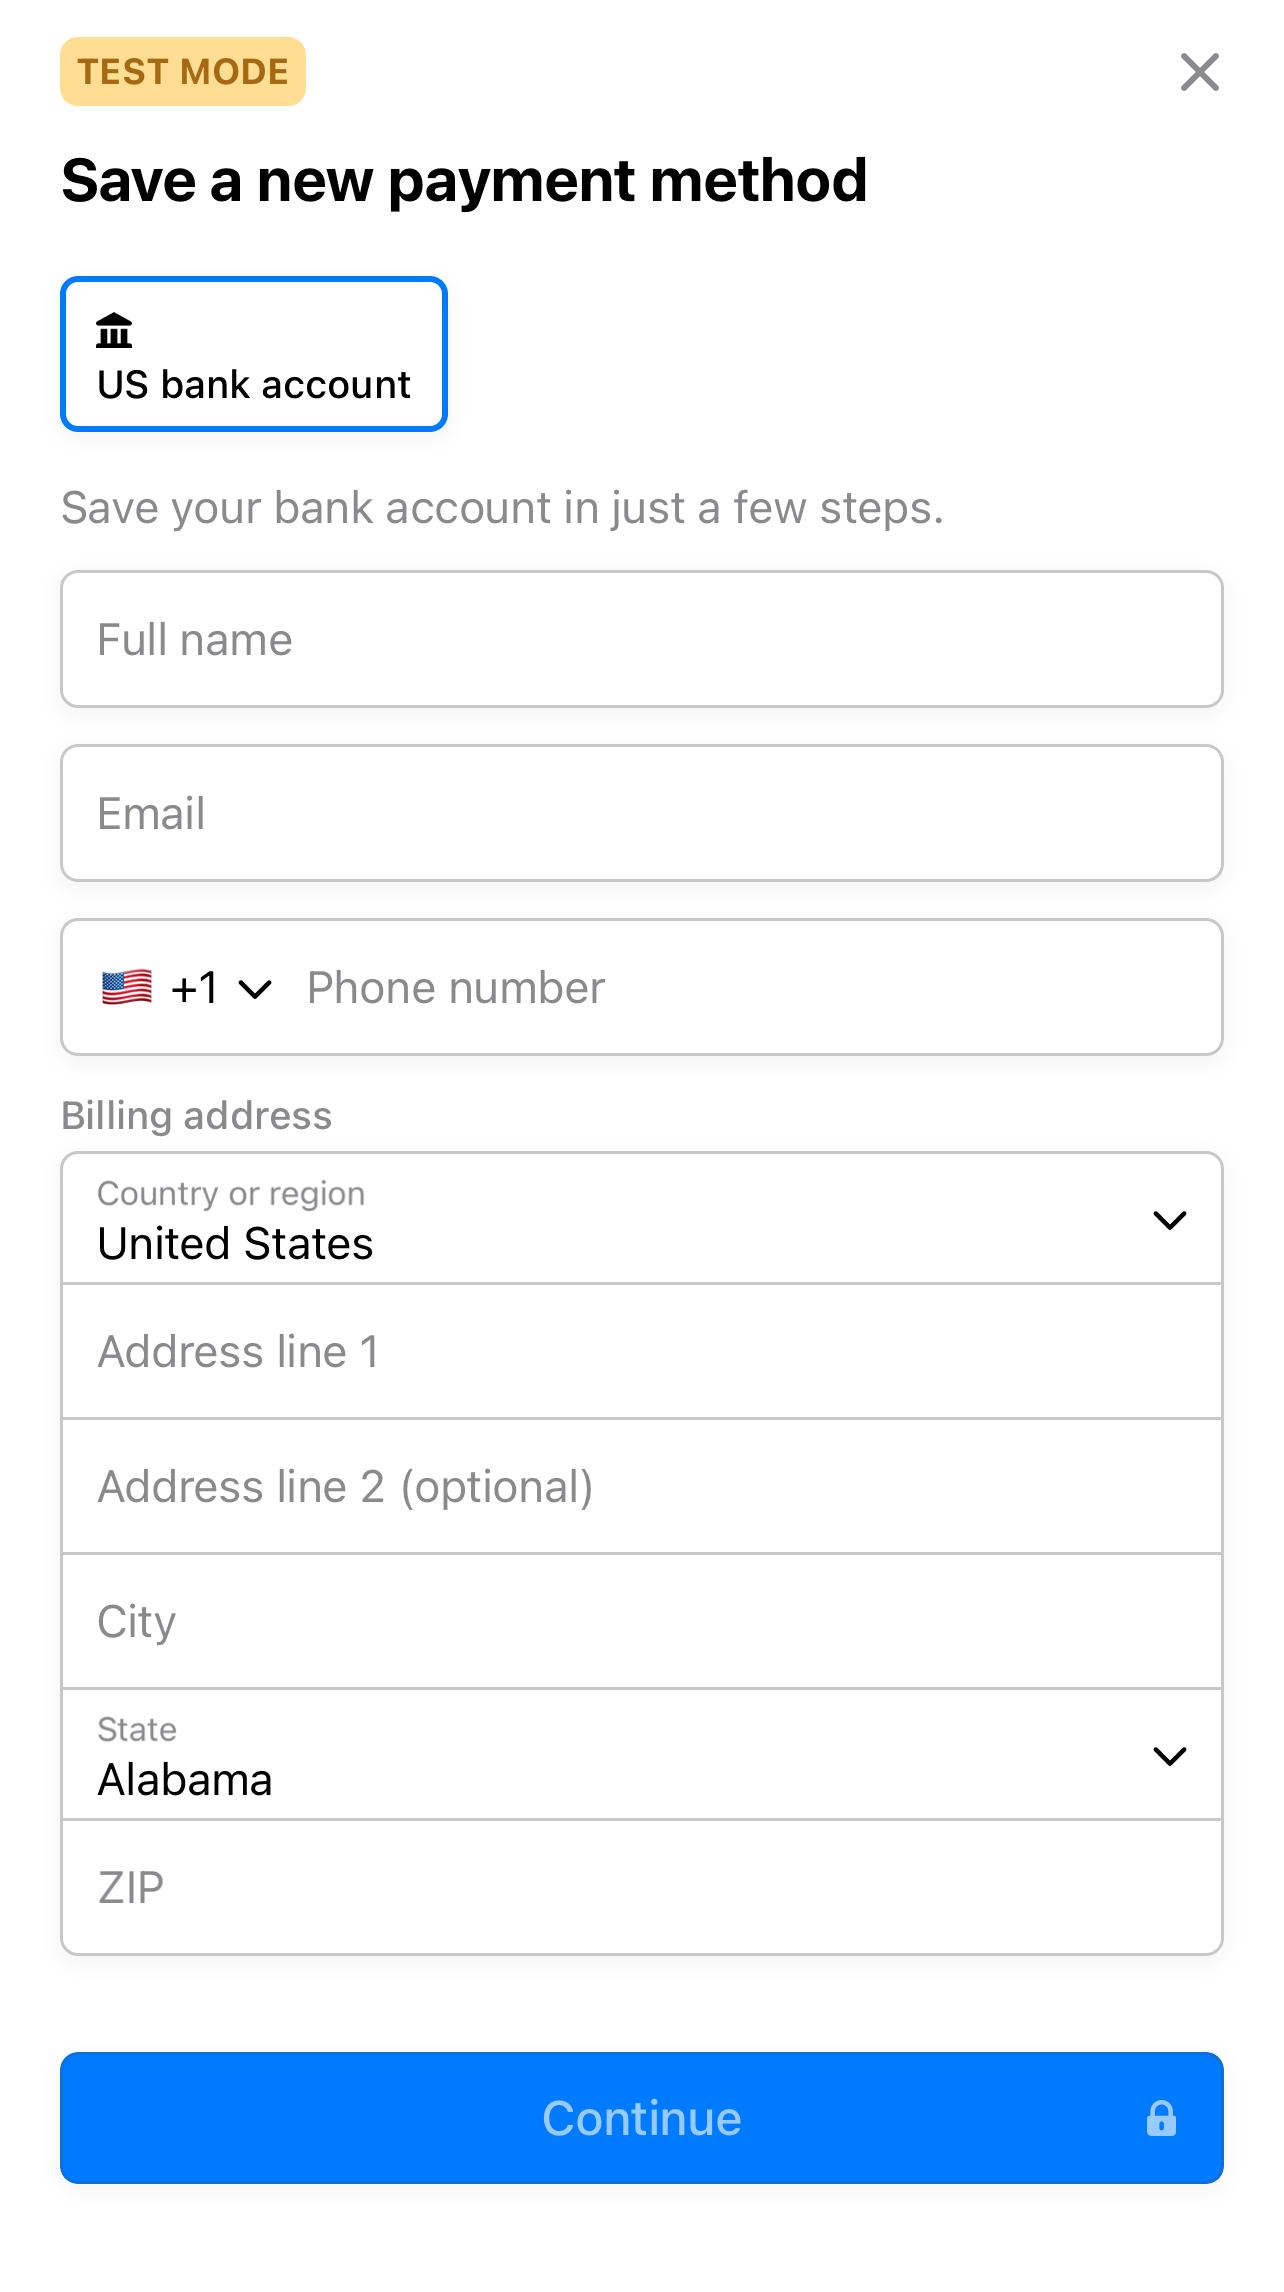 TEST MODE
Save a new payment method
US bank account
Save your bank account in just a few steps.
Full name
Email
+1 Phone number
Billing address
Country or region
United States
Address line 1
Address line 2 (optional)
City
State
Alabama
ZIP
Continue